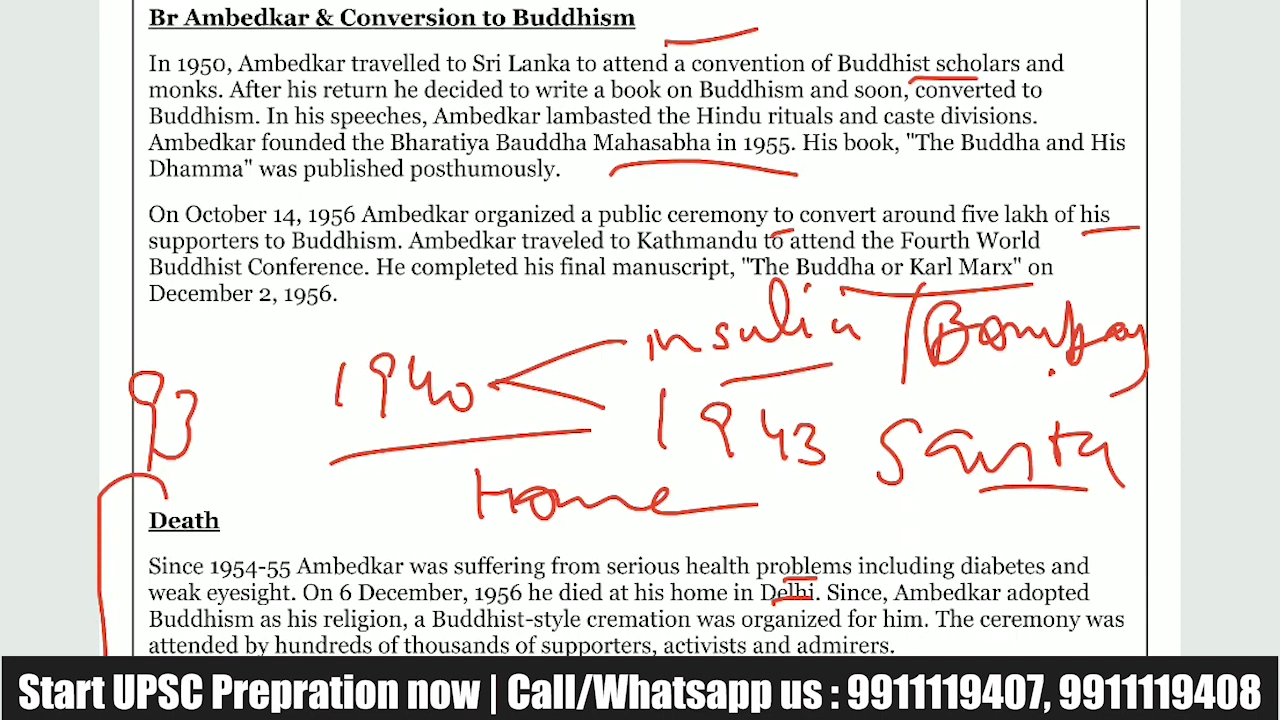 Br Ambedkar & Conversion to Buddhism
In 1950, Ambedkar travelled to Sri Lanka to attend a convention of Buddhist scholars and
monks. After his return he decided to write a book on Buddhism and soon, converted to
Buddhism. In his speeches, Ambedkar lambasted the Hindu rituals and caste divisions.
Ambedkar founded the Bharatiya Bauddha Mahasabha in 1955. His book, "The Buddha and His
Dhamma" was published posthumously.
On October 14, 1956 Ambedkar organized a public ceremony to convert around five lakh of his
supporters to Buddhism. Ambedkar traveled to Kathmandu to attend the Fourth World
Buddhist Conference. He completed his final manuscript, "The Buddha or Karl Marx" on
December 2, 1956.
insulin / Bombay
1940
93
1943
Home
Death
Since 1954-55 Ambedkar was suffering from serious health problems including diabetes and
weak eyesight. On 6 December, 1956 he died at his home in Delhi. Since, Ambedkar adopted
Buddhism as his religion, a Buddhist-style cremation was organized for him. The ceremony was
attended by hundreds of thousands of supporters, activists and admirers.
Start UPSC Prepration now | Call/Whatsapp us : 9911119407, 9911119408